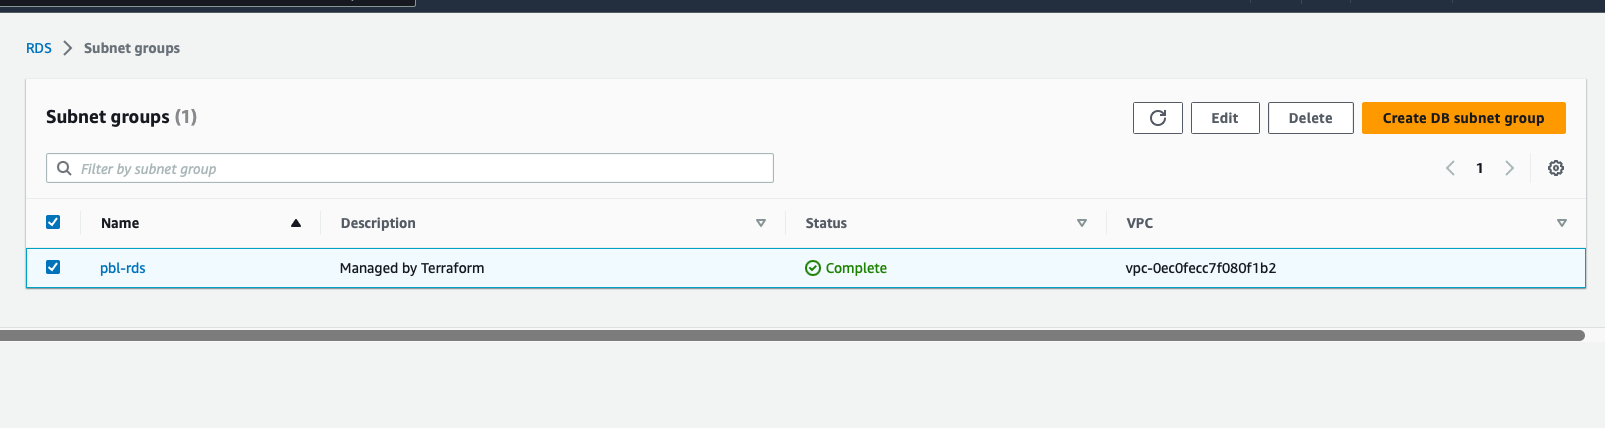 RDS > Subnet groups
Subnet groups (1)
Edit
Delete
Create DB subnet group
Filter by subnet group
1
Name Description Status VPC
pbl-rds Managed by Terraform Complete vpc-0ec0fecc7f080f1b2